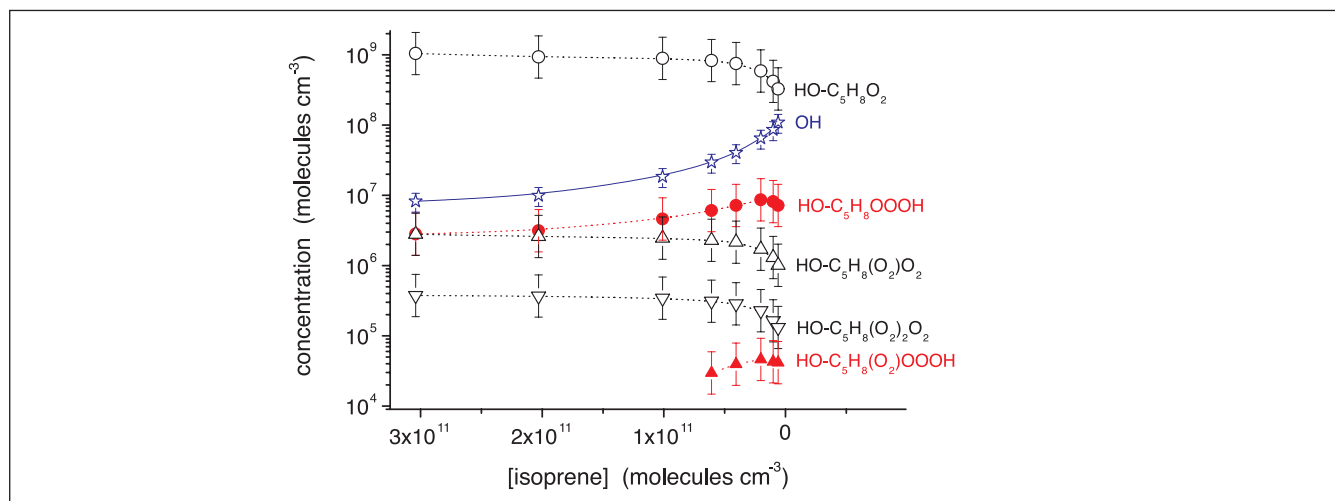 concentration (molecules cm⁻³)
10⁹
10⁸
10⁷
10⁶
10⁵
10⁴
HO-C₅H₈O₂
OH
HO-C₅H₈OOOH
HO-C₅H₈(O₂)O₂
HO-C₅H₈(O₂)₂O₂
HO-C₅H₈(O₂)OOOH
3x10¹¹ 2x10¹¹ 1x10¹¹ 0
[isoprene] (molecules cm⁻³)